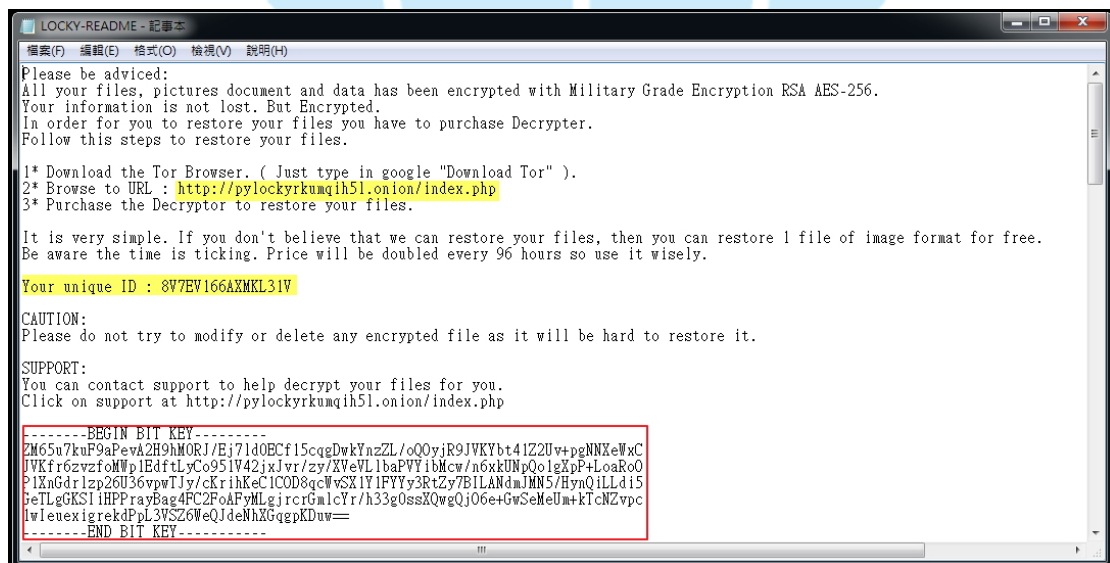 LOCKY-README - 記事本
檔案(F) 編輯(E) 格式(O) 檢視(V) 說明(H)
Please be adviced:
All your files, pictures document and data has been encrypted with Military Grade Encryption RSA AES-256.
Your information is not lost. But Encrypted.
In order for you to restore your files you have to purchase Decrypter.
Follow this steps to restore your files.
1* Download the Tor Browser. ( Just type in google "Download Tor" ).
2* Browse to URL : http://pylockyrkumqih5l.onion/index.php
3* Purchase the Decryptor to restore your files.
It is very simple. If you don't believe that we can restore your files, then you can restore 1 file of image format for free.
Be aware the time is ticking. Price will be doubled every 96 hours so use it wisely.
Your unique ID : 8V7EV166AXMKL31V
CAUTION:
Please do not try to modify or delete any encrypted file as it will be hard to restore it.
SUPPORT:
You can contact support to help decrypt your files for you.
Click on support at http://pylockyrkumqih5l.onion/index.php
--------BEGIN BIT KEY---------
--------END BIT KEY-----------